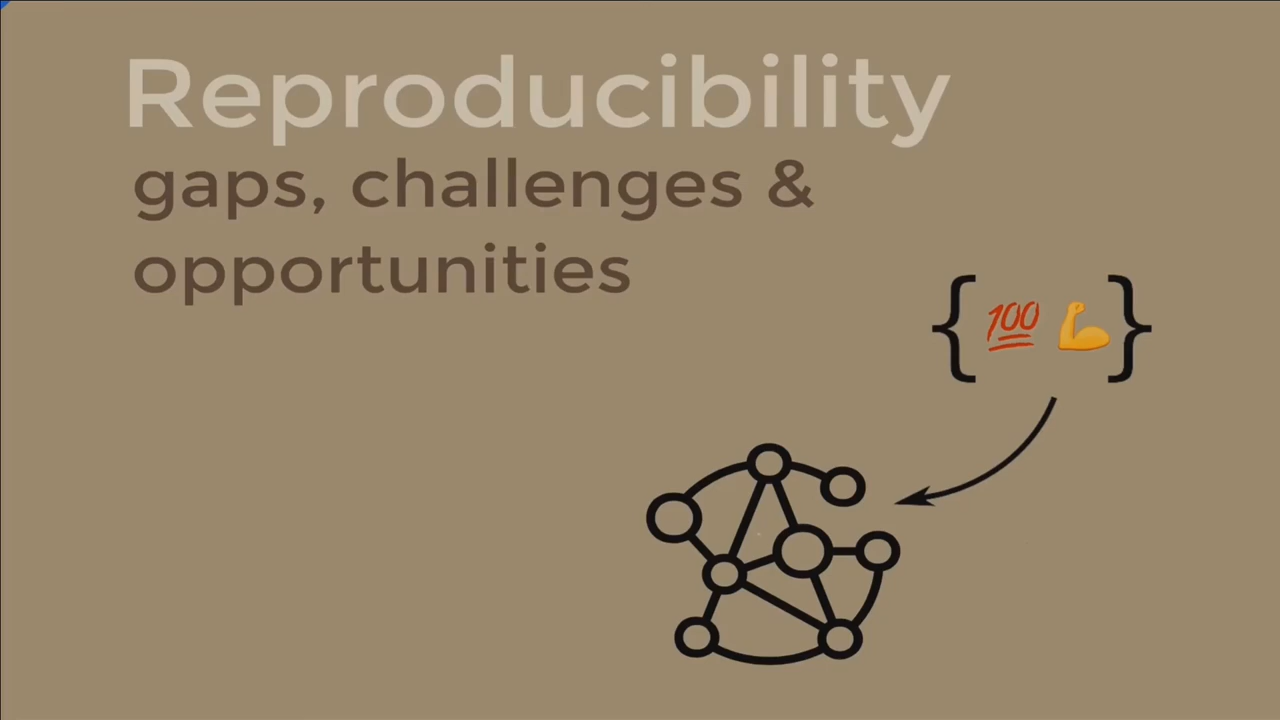 Reproducibility
gaps, challenges &
opportunities
{ 💯 💪 }